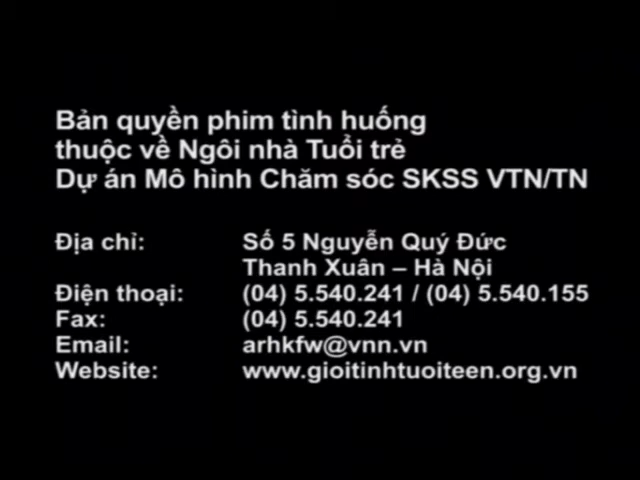 Bản quyền phim tình huống
thuộc về Ngôi nhà Tuổi trẻ
Dự án Mô hình Chăm sóc SKSS VTN/TN
Địa chỉ: Số 5 Nguyễn Quý Đức
Thanh Xuân – Hà Nội
Điện thoại: (04) 5.540.241 / (04) 5.540.155
Fax: (04) 5.540.241
Email: arhkfw@vnn.vn
Website: www.gioitinhtuoiteen.org.vn